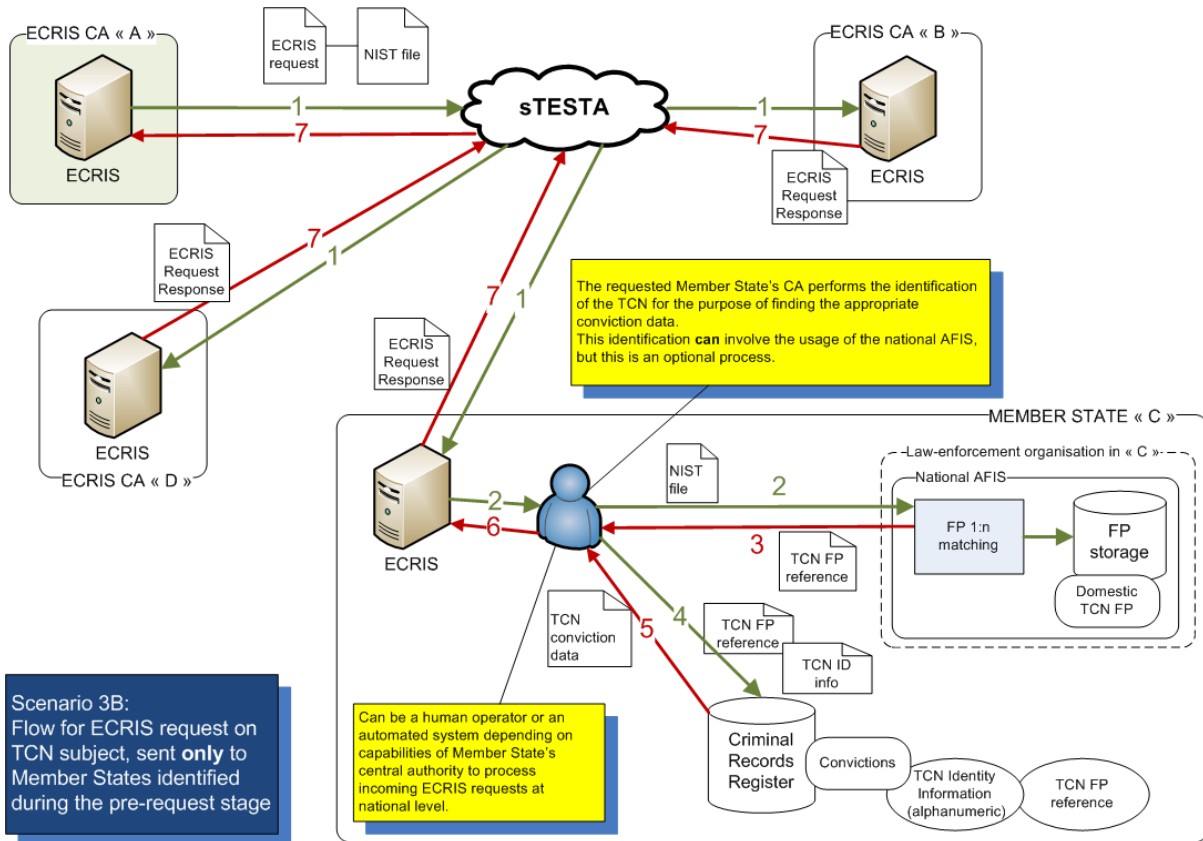 ECRIS CA « A »
ECRIS
request
NIST file
ECRIS CA « B »
1
sTESTA
1
7
7
ECRIS
ECRIS
ECRIS
Request
Response
ECRIS
Request
Response
7
1
7
1
The requested Member State's CA performs the identification
of the TCN for the purpose of finding the appropriate
conviction data.
This identification can involve the usage of the national AFIS,
but this is an optional process.
ECRIS
Request
Response
ECRIS
ECRIS CA « D »
MEMBER STATE « C »
Law-enforcement organisation in « C »
National AFIS
NIST
file
2
2
6
3
FP 1:n
matching
FP
storage
Domestic
TCN FP
ECRIS
TCN FP
reference
TCN
conviction
data
5
4
TCN FP
reference
TCN ID
info
Scenario 3B:
Flow for ECRIS request on
TCN subject, sent only to
Member States identified
during the pre-request stage
Can be a human operator or an
automated system depending on
capabilities of Member State's
central authority to process
incoming ECRIS requests at
national level.
Criminal
Records
Register
Convictions
TCN Identity
Information
(alphanumeric)
TCN FP
reference